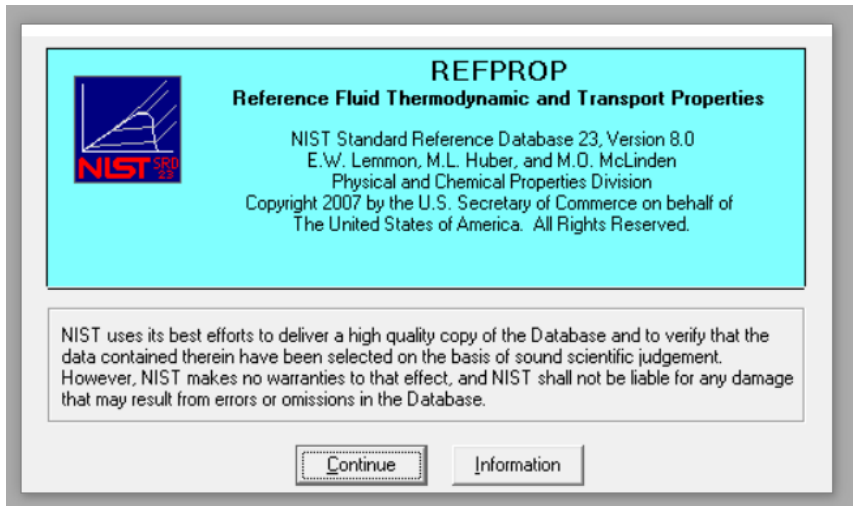 REFPROP
Reference Fluid Thermodynamic and Transport Properties
NIST Standard Reference Database 23, Version 8.0
E.W. Lemmon, M.L. Huber, and M.O. McLinden
Physical and Chemical Properties Division
Copyright 2007 by the U.S. Secretary of Commerce on behalf of
The United States of America. All Rights Reserved.
NIST SRD
23
NIST uses its best efforts to deliver a high quality copy of the Database and to verify that the
data contained therein have been selected on the basis of sound scientific judgement.
However, NIST makes no warranties to that effect, and NIST shall not be liable for any damage
that may result from errors or omissions in the Database.
Continue
Information